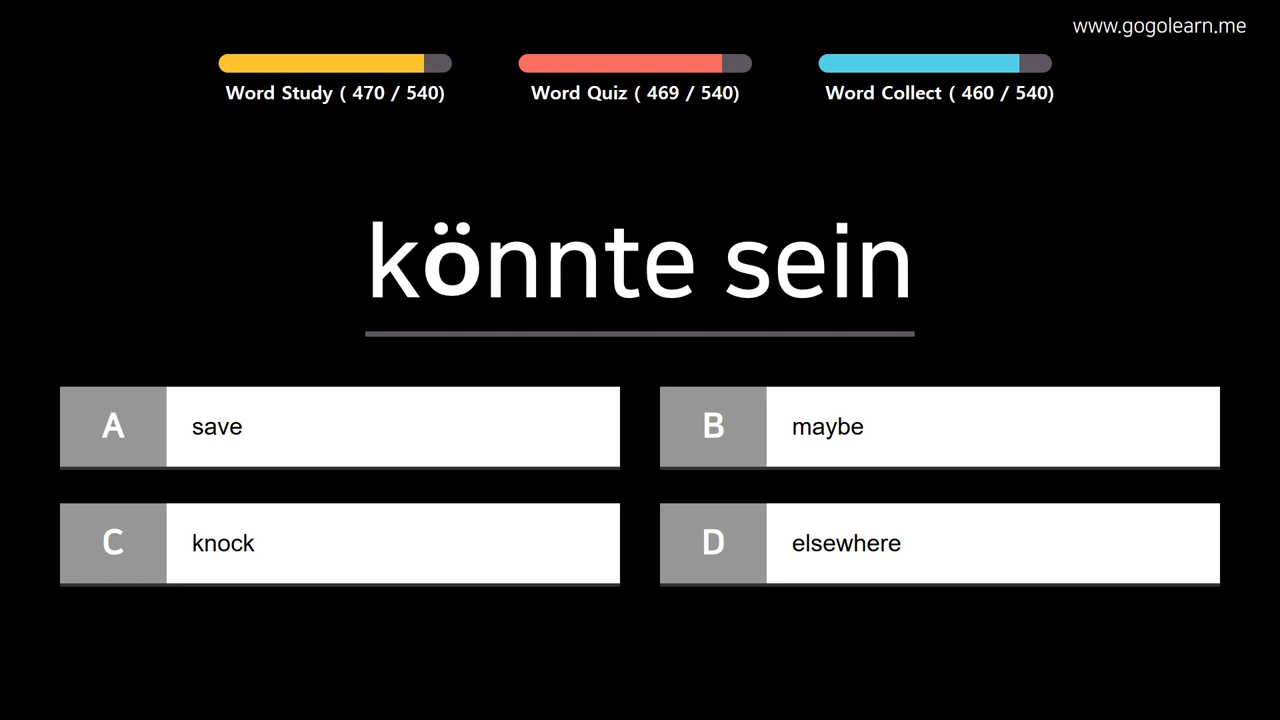 www.gogolearn.me
Word Study ( 470 / 540)
Word Quiz ( 469 / 540)
Word Collect ( 460 / 540)
könnte sein
A save
B maybe
C knock
D elsewhere